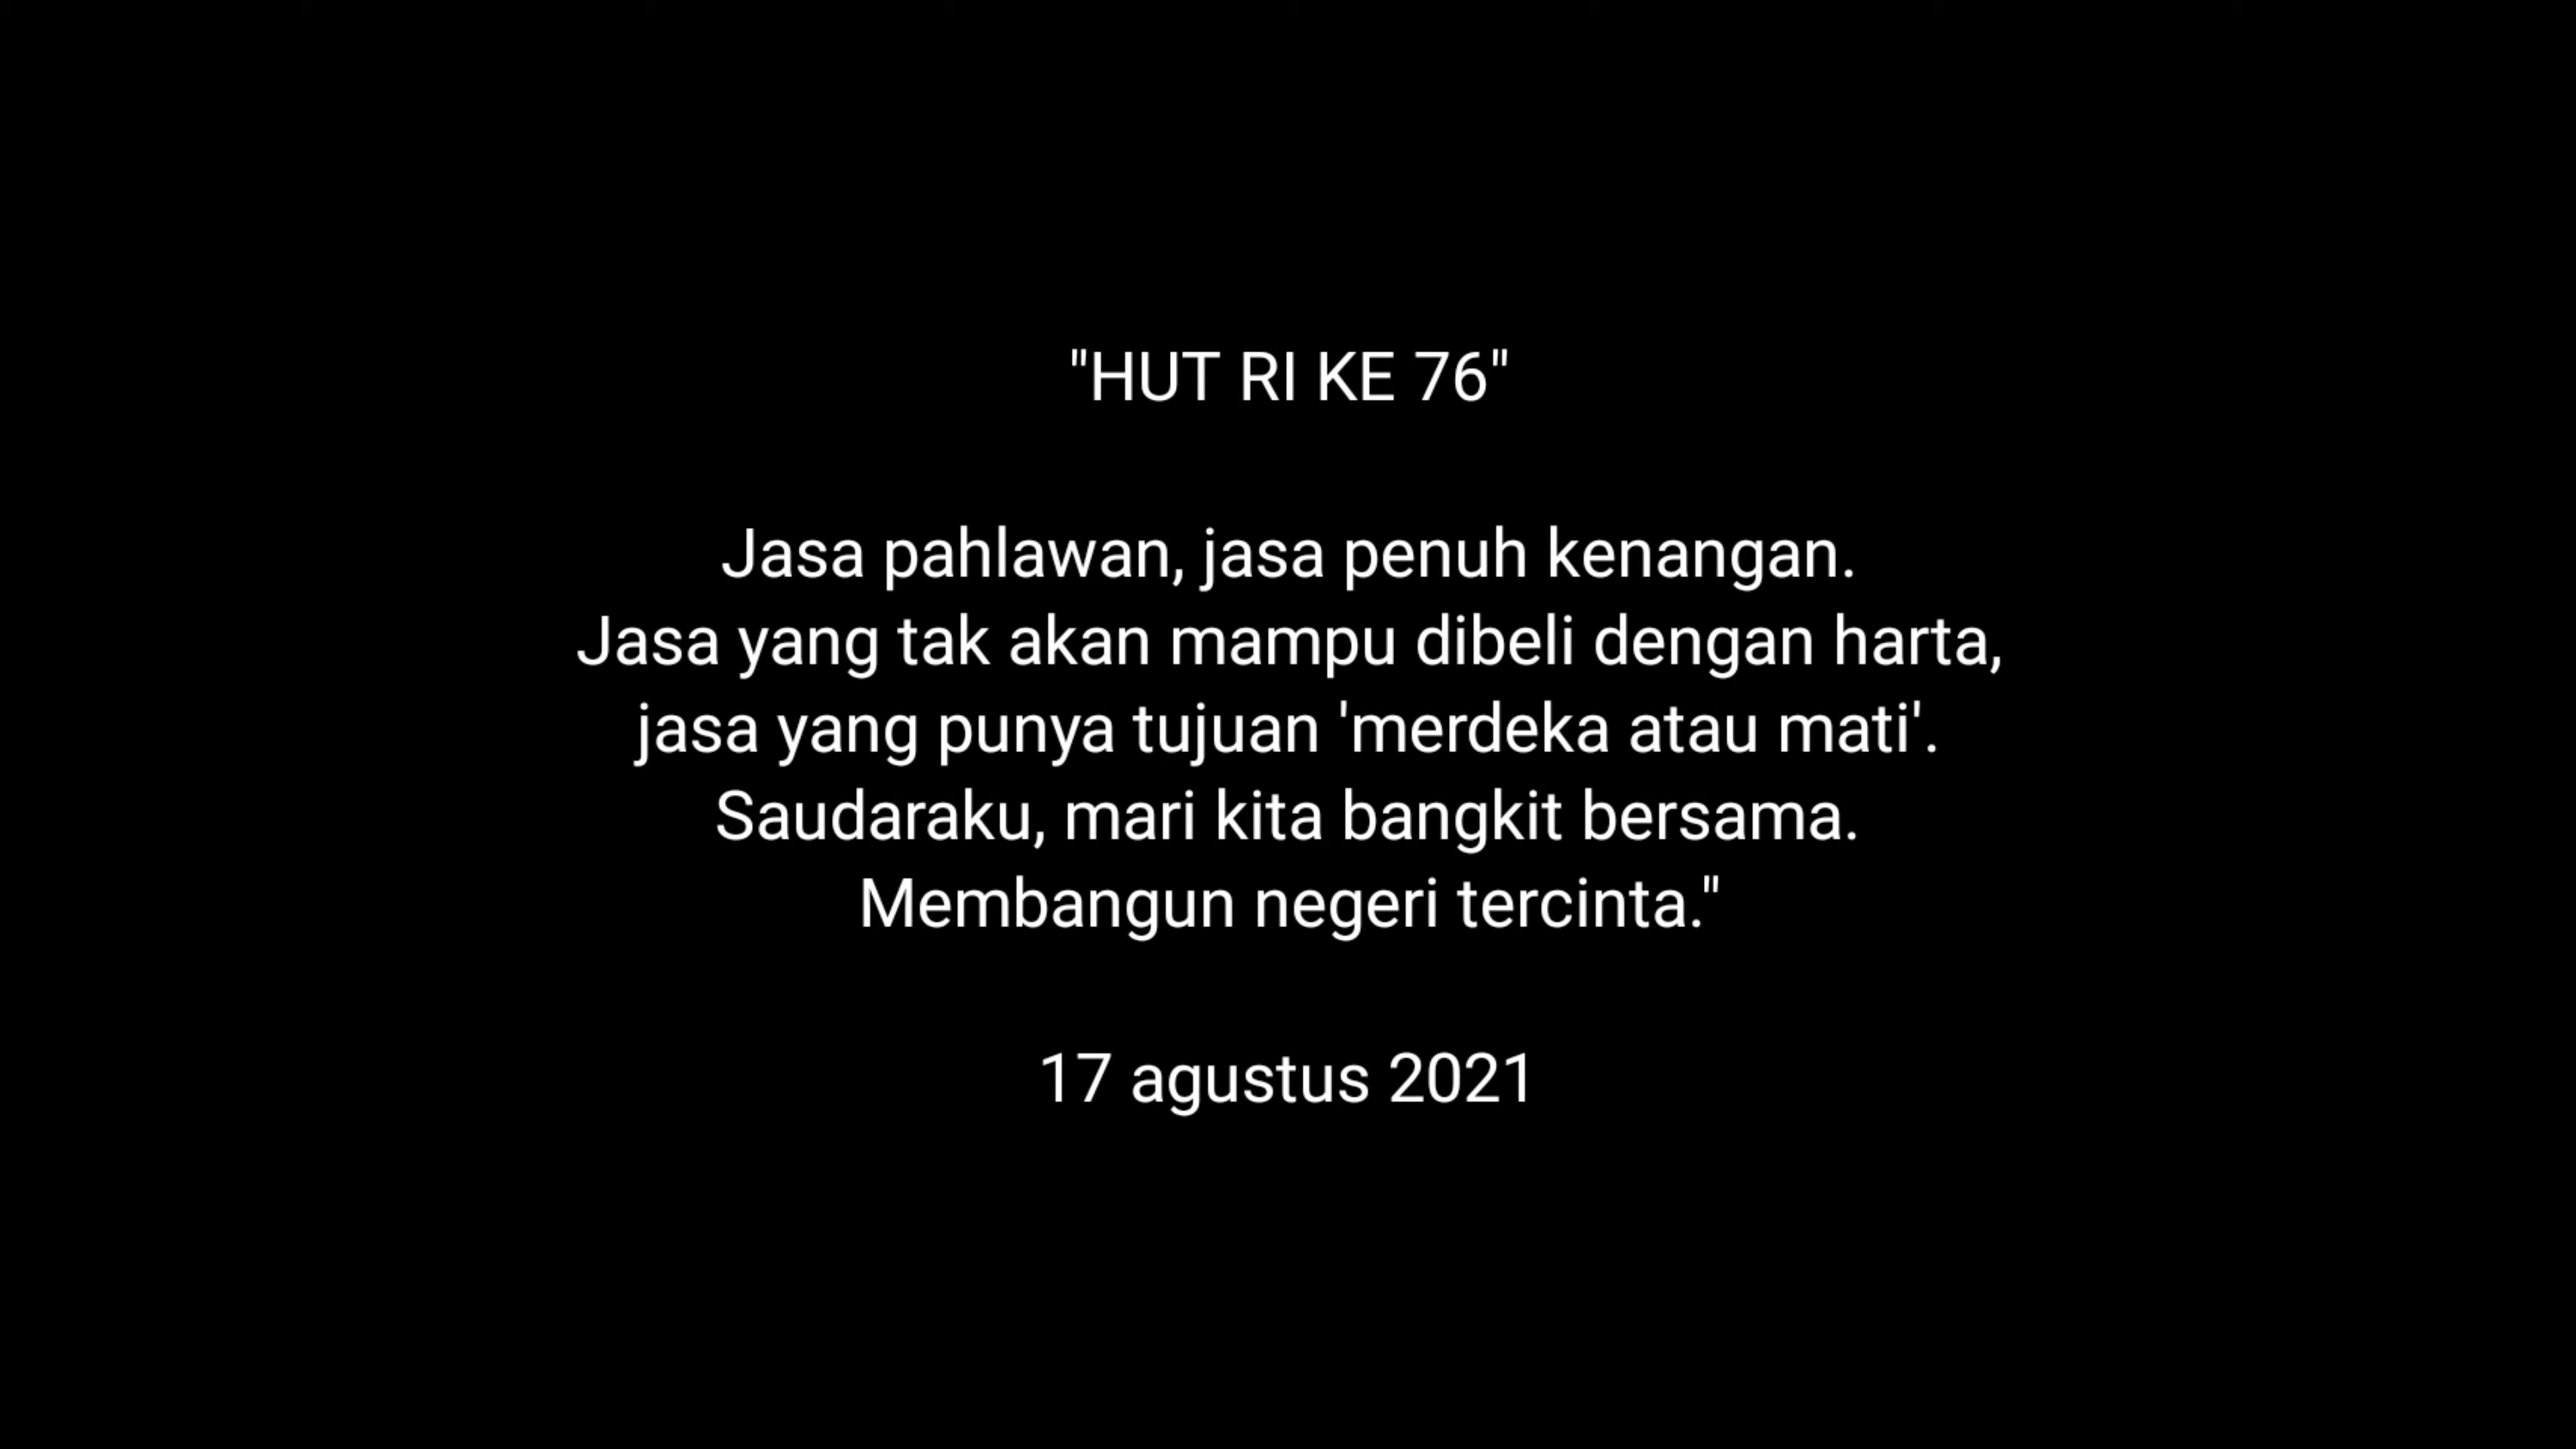 "HUT RI KE 76"
Jasa pahlawan, jasa penuh kenangan.
Jasa yang tak akan mampu dibeli dengan harta,
jasa yang punya tujuan 'merdeka atau mati'.
Saudaraku, mari kita bangkit bersama.
Membangun negeri tercinta."
17 agustus 2021